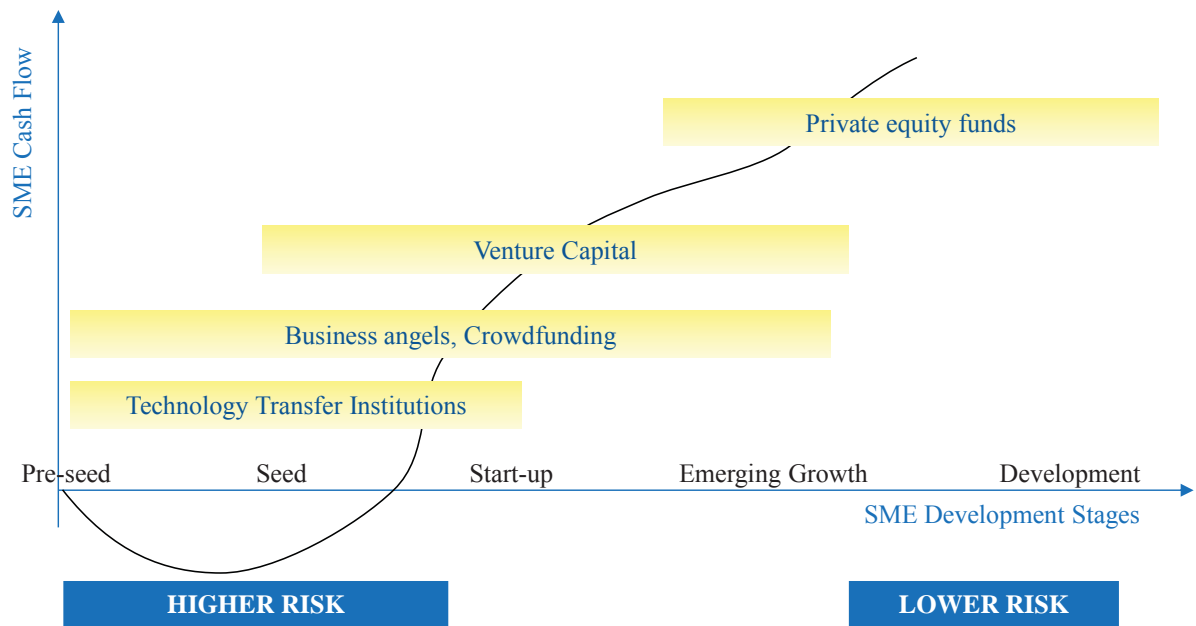 SME Cash Flow
Private equity funds
Venture Capital
Business angels, Crowdfunding
Technology Transfer Institutions
Pre-seed
Seed
Start-up
Emerging Growth
Development
SME Development Stages
HIGHER RISK
LOWER RISK